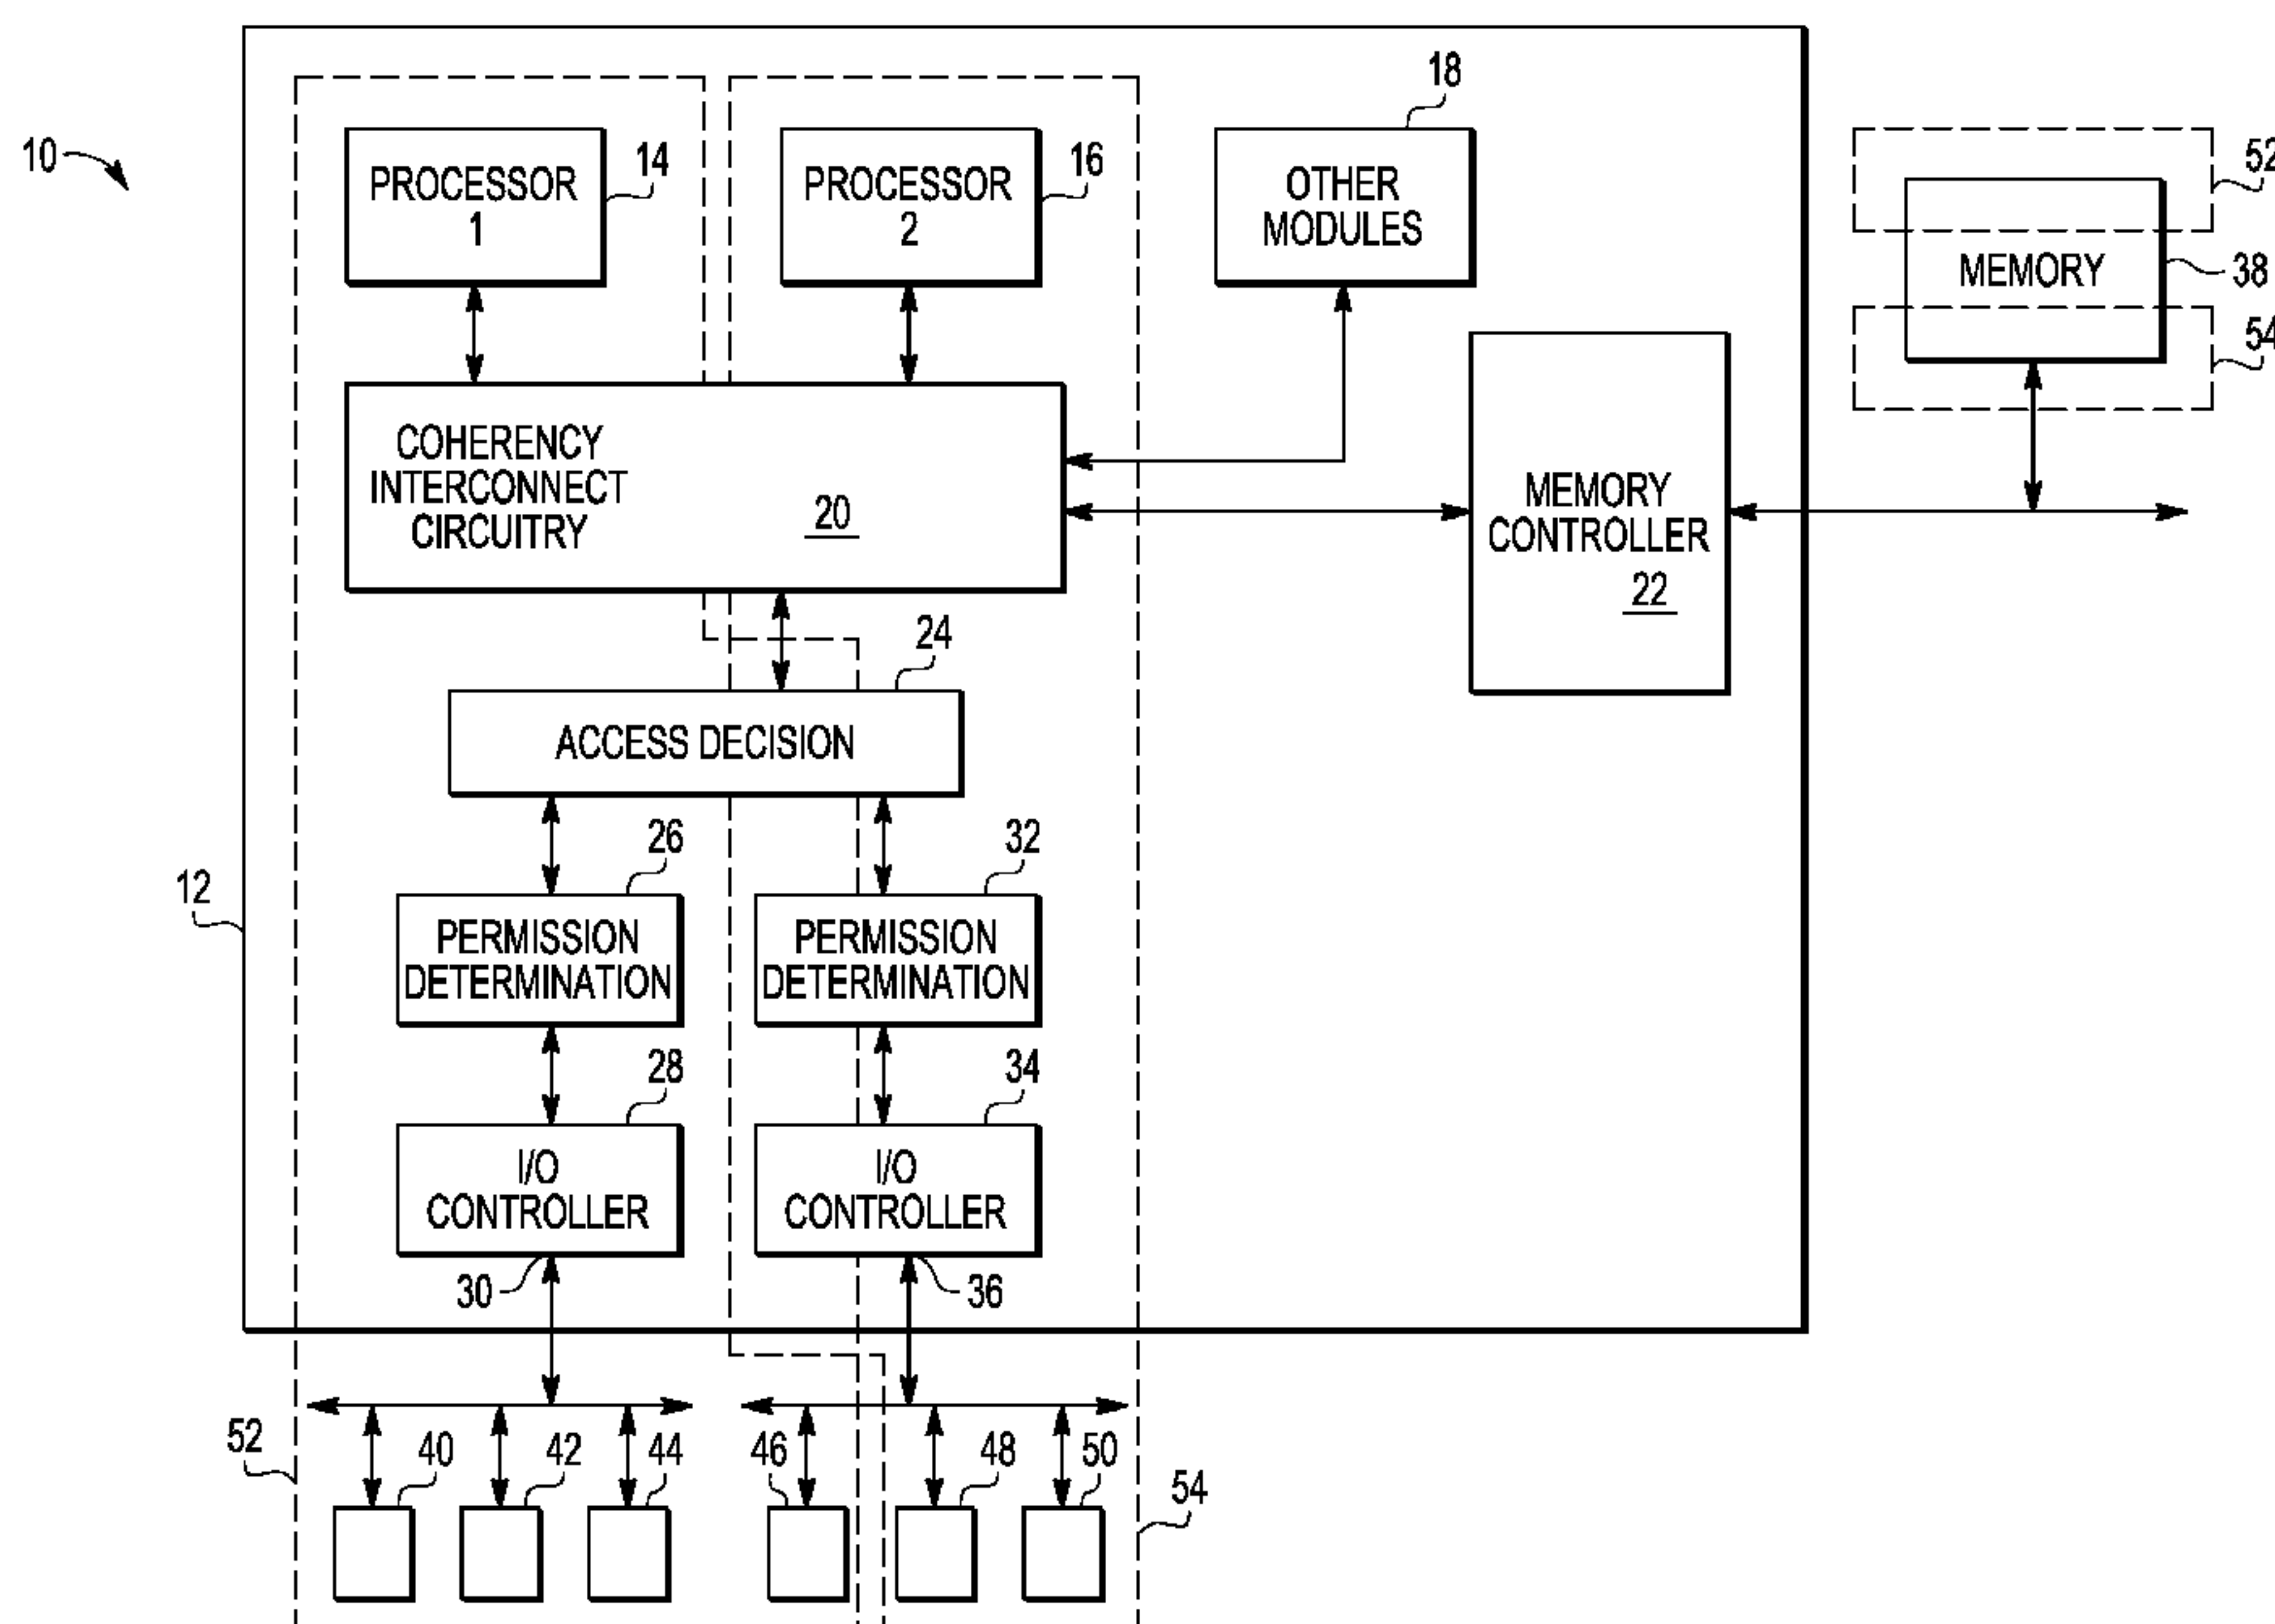 10
12
PROCESSOR
1
14
PROCESSOR
2
16
18
OTHER
MODULES
52
MEMORY
38
54
COHERENCY
INTERCONNECT
CIRCUITRY
20
MEMORY
CONTROLLER
22
24
ACCESS DECISION
26
PERMISSION
DETERMINATION
32
PERMISSION
DETERMINATION
28
I/O
CONTROLLER
34
I/O
CONTROLLER
30
36
52
40
42
44
46
48
50
54